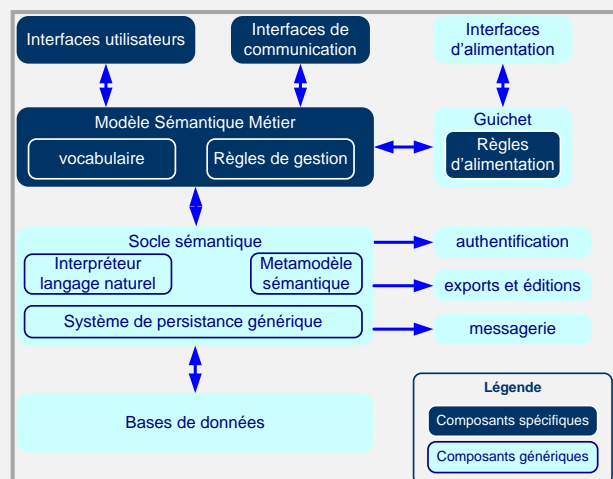 Interfaces utilisateurs
Interfaces de
communication
Interfaces
d'alimentation
Modèle Sémantique Métier
vocabulaire
Règles de gestion
Guichet
Règles
d'alimentation
Socle sémantique
Interpréteur
langage naturel
Metamodèle
sémantique
Système de persistance générique
authentification
exports et éditions
messagerie
Bases de données
Légende
Composants spécifiques
Composants génériques